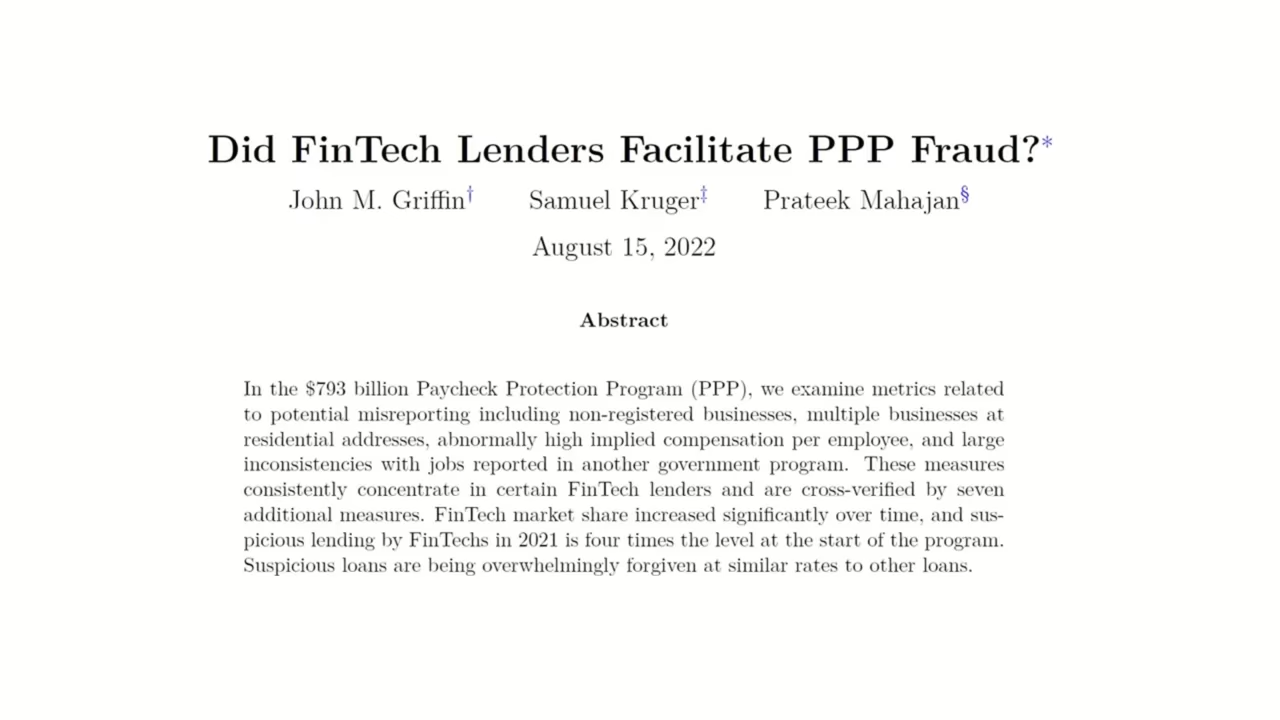 Did FinTech Lenders Facilitate PPP Fraud?*
John M. Griffin† Samuel Kruger‡ Prateek Mahajan§
August 15, 2022
Abstract
In the $793 billion Paycheck Protection Program (PPP), we examine metrics related
to potential misreporting including non-registered businesses, multiple businesses at
residential addresses, abnormally high implied compensation per employee, and large
inconsistencies with jobs reported in another government program. These measures
consistently concentrate in certain FinTech lenders and are cross-verified by seven
additional measures. FinTech market share increased significantly over time, and sus-
picious lending by FinTechs in 2021 is four times the level at the start of the program.
Suspicious loans are being overwhelmingly forgiven at similar rates to other loans.